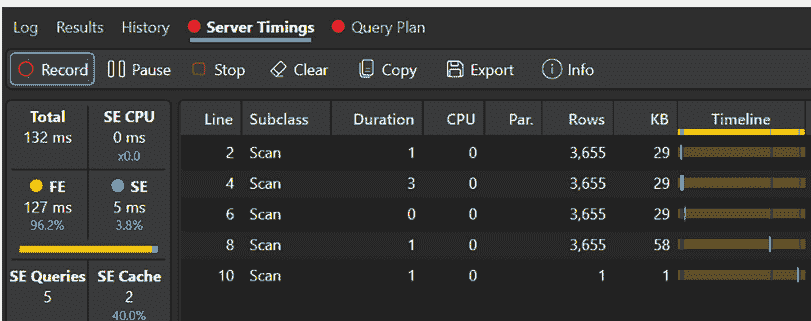 Log Results History Server Timings Query Plan
Record Pause Stop Clear Copy Export Info
Total SE CPU
132 ms 0 ms
x0.0
FE SE
127 ms 5 ms
96.2% 3.8%
SE Queries SE Cache
5 2
40.0%
Line Subclass Duration CPU Par. Rows KB Timeline
2 Scan 1 0 3,655 29
4 Scan 3 0 3,655 29
6 Scan 0 0 3,655 29
8 Scan 1 0 3,655 58
10 Scan 1 0 1 1